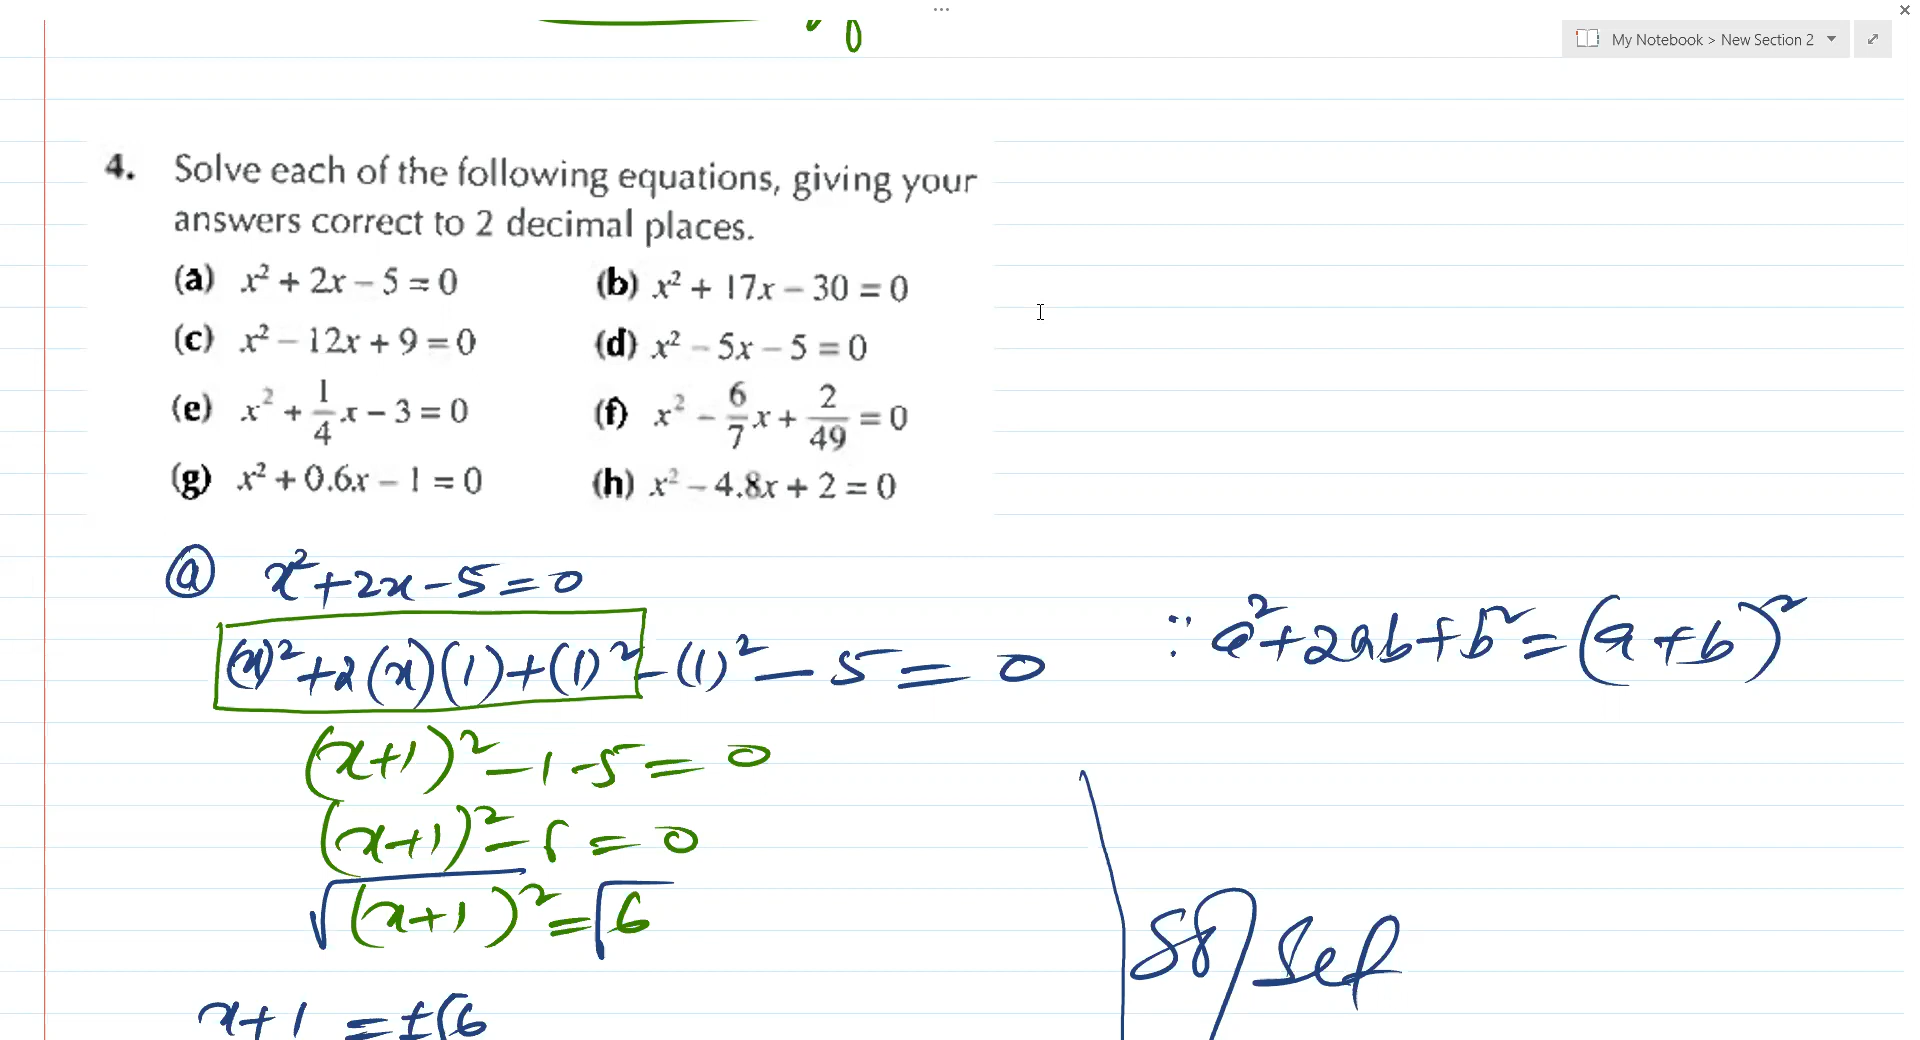 My Notebook > New Section 2
4. Solve each of the following equations, giving your
answers correct to 2 decimal places.
(a) x² + 2x – 5 = 0 (b) x² + 17x – 30 = 0
(c) x² – 12x + 9 = 0 (d) x² – 5x – 5 = 0
(e) x² + 1/4 x – 3 = 0 (f) x² – 6/7 x + 2/49 = 0
(g) x² + 0.6x – 1 = 0 (h) x² – 4.8x + 2 = 0
ⓐ x²+2x-5=0
(x)²+2(x)(1)+(1)²-(1)²-5=0 ∵ a²+2ab+b²=(a+b)²
(x+1)²-1-5=0
(x+1)²-6=0
√(x+1)²=√6
x+1=±√6